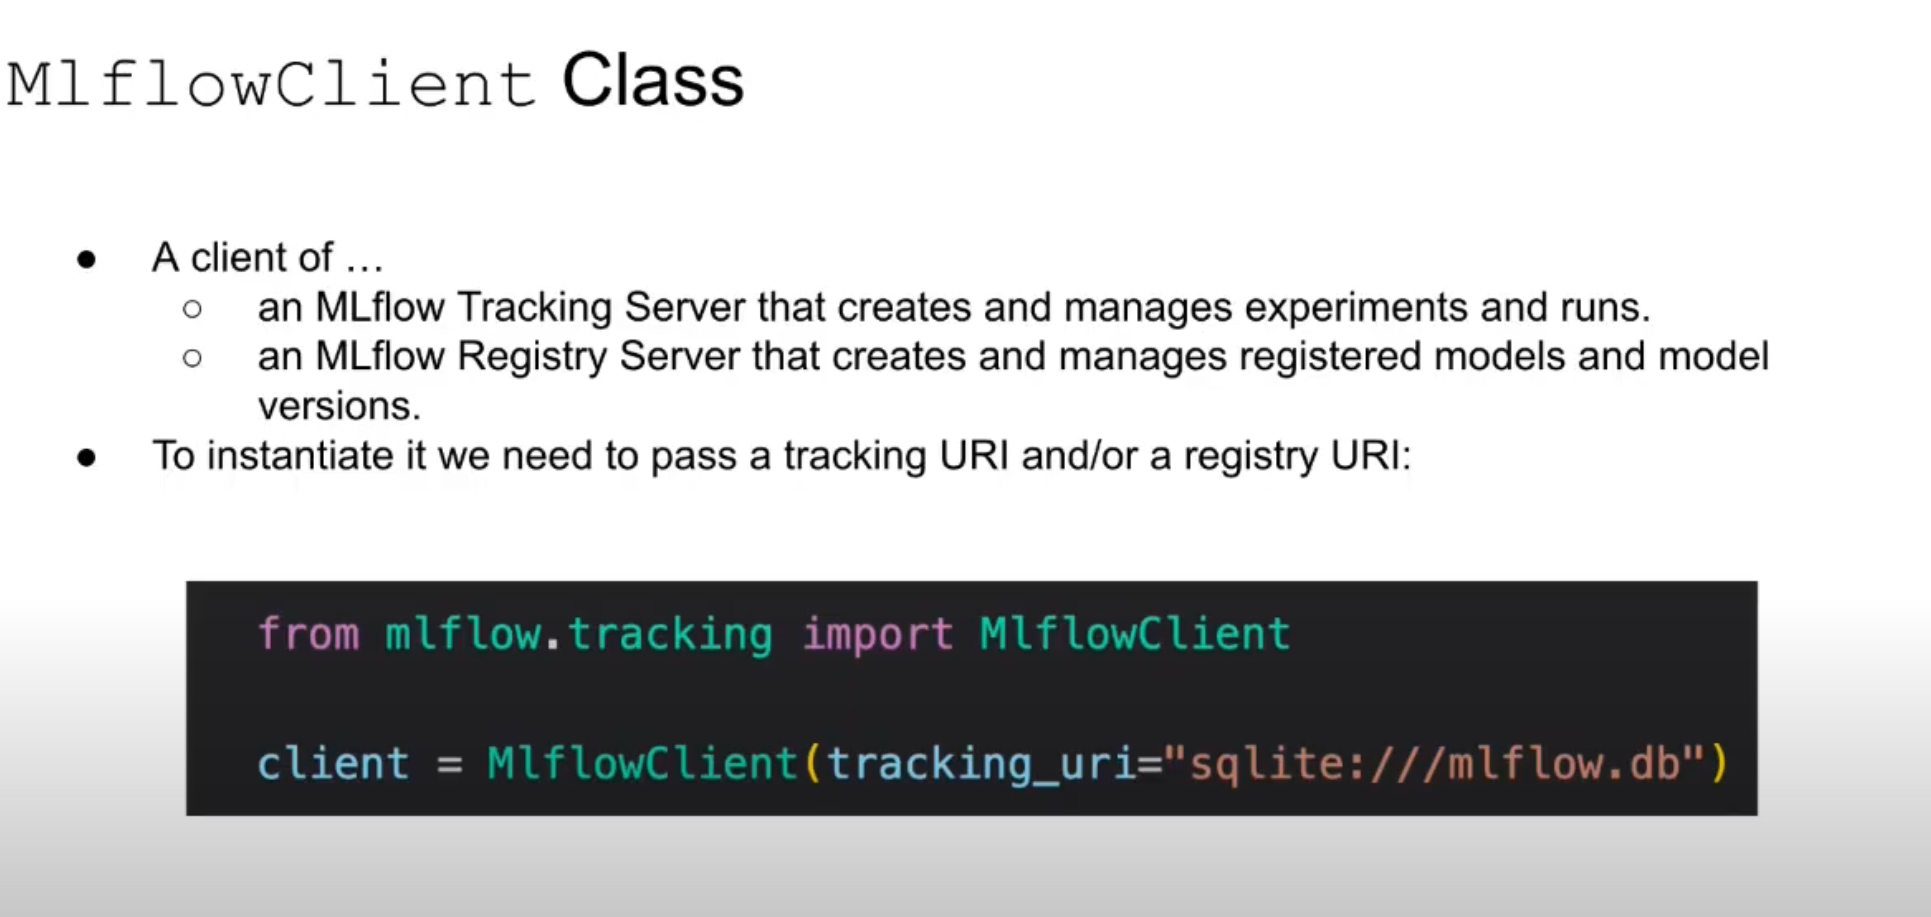 MlflowClient Class
● A client of …
○ an MLflow Tracking Server that creates and manages experiments and runs.
○ an MLflow Registry Server that creates and manages registered models and model
versions.
● To instantiate it we need to pass a tracking URI and/or a registry URI:
from mlflow.tracking import MlflowClient
client = MlflowClient(tracking_uri="sqlite:///mlflow.db")